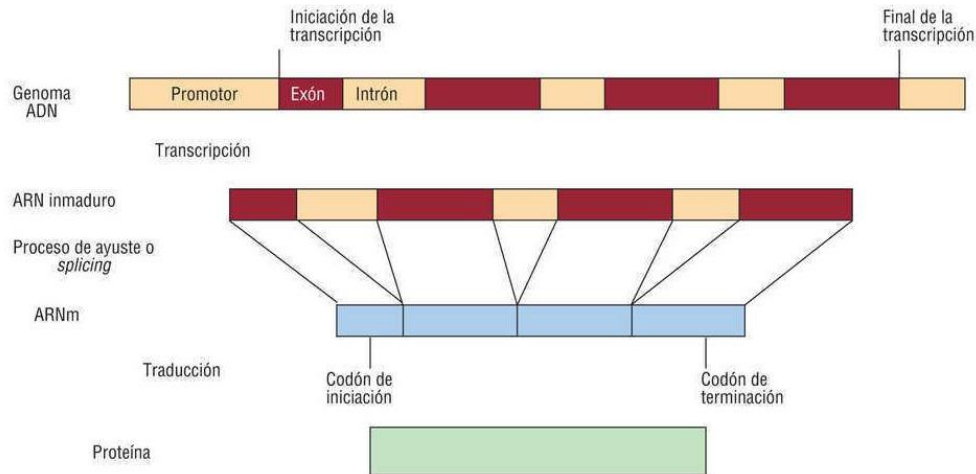 Iniciación de la
transcripción
Final de la
transcripción
Genoma
ADN
Promotor
Exón
Intrón
Transcripción
ARN inmaduro
Proceso de ayuste o
splicing
ARNm
Traducción
Codón de
iniciación
Codón de
terminación
Proteína